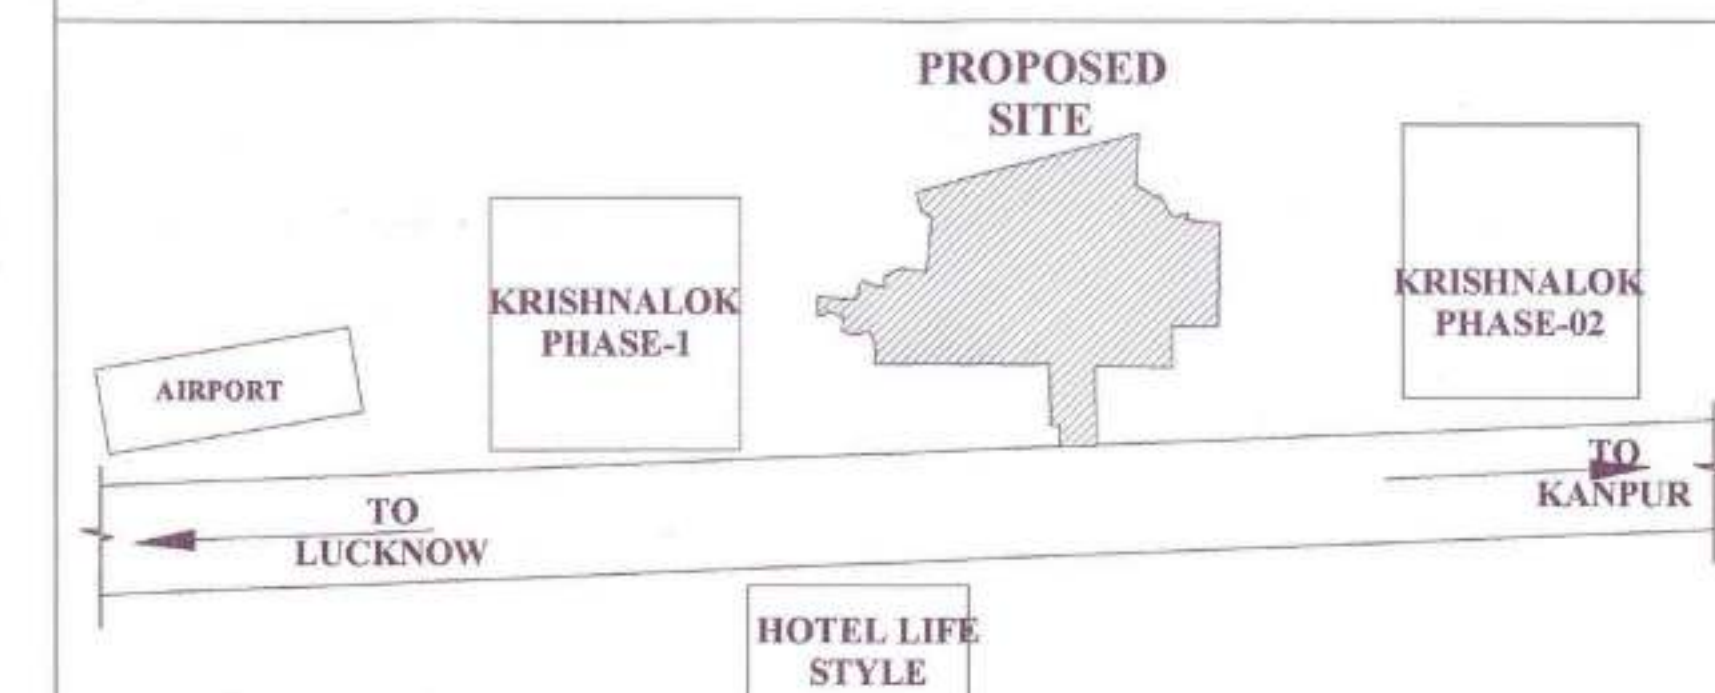 PROPOSED
SITE
KRISHNALOK
PHASE-1
KRISHNALOK
PHASE-02
AIRPORT
TO
LUCKNOW
TO
KANPUR
HOTEL LIFE
STYLE